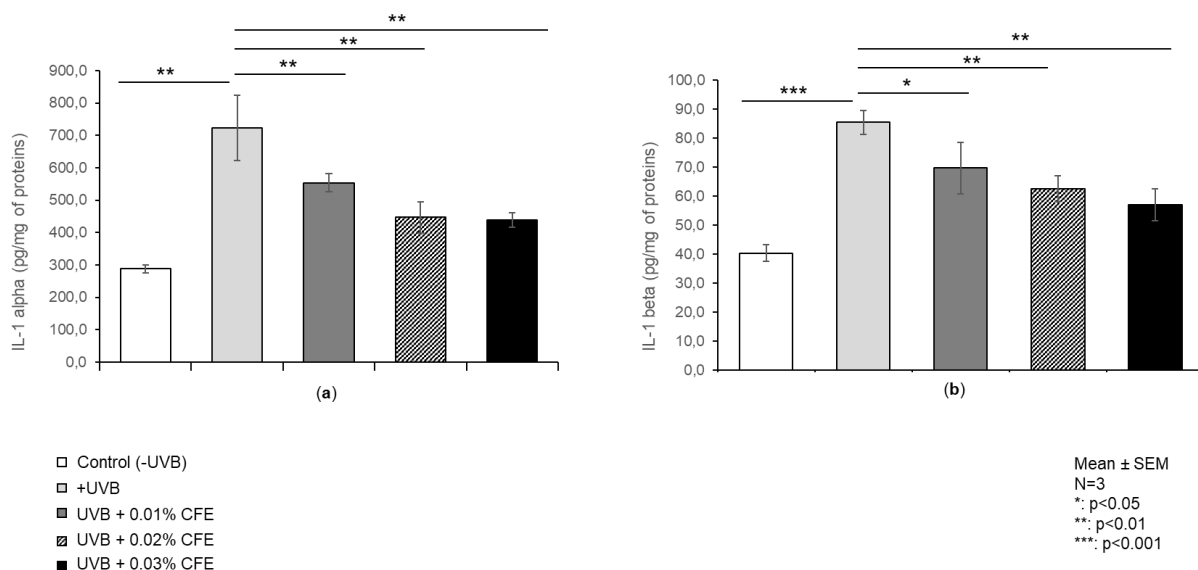 **
**
**
**
900,0
800,0
700,0
600,0
500,0
400,0
300,0
200,0
100,0
0,0
IL-1 alpha (pg/mg of proteins)
(a)
**
**
***
*
100,0
90,0
80,0
70,0
60,0
50,0
40,0
30,0
20,0
10,0
0,0
IL-1 beta (pg/mg of proteins)
(b)
Control (-UVB)
+UVB
UVB + 0.01% CFE
UVB + 0.02% CFE
UVB + 0.03% CFE
Mean ± SEM
N=3
*: p<0.05
**: p<0.01
***: p<0.001